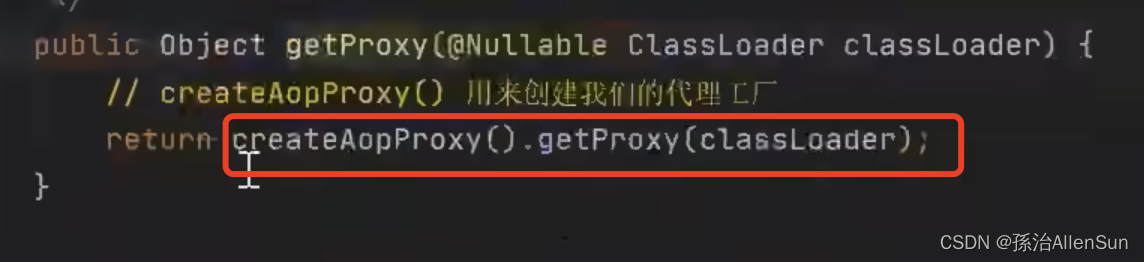 */
public Object getProxy(@Nullable ClassLoader classLoader) {
// createAopProxy() 用来创建我们的代理工厂
return createAopProxy().getProxy(classLoader);
}
CSDN @孫治AllenSun